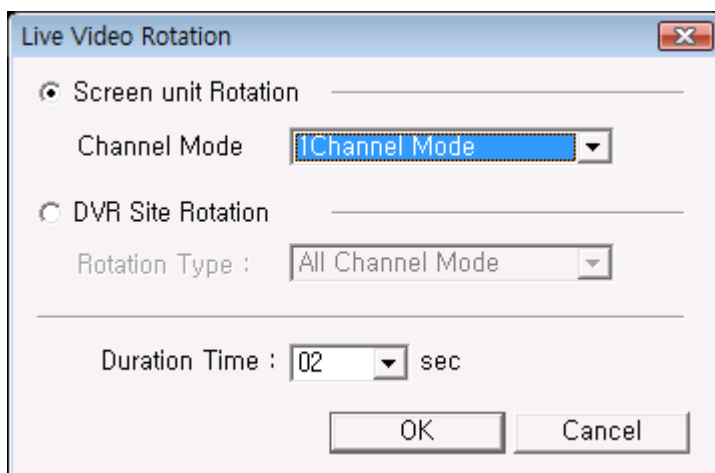 Live Video Rotation
Screen unit Rotation
Channel Mode 1Channel Mode
DVR Site Rotation
Rotation Type : All Channel Mode
Duration Time : 02 sec
OK Cancel